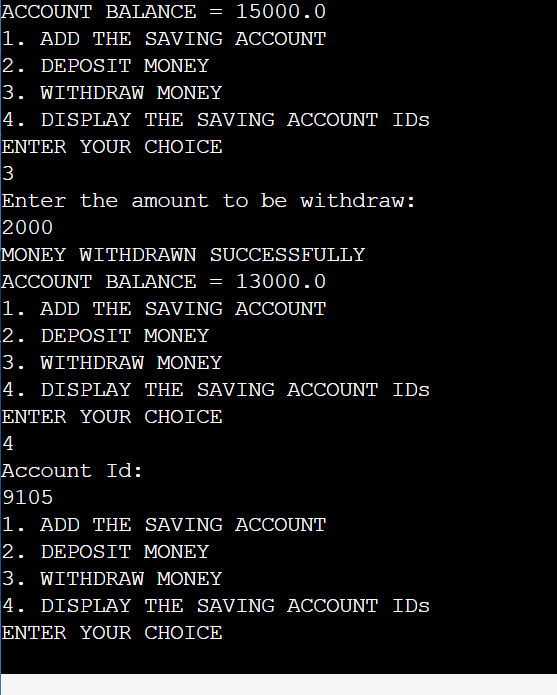 ACCOUNT BALANCE = 15000.0
1. ADD THE SAVING ACCOUNT
2. DEPOSIT MONEY
3. WITHDRAW MONEY
4. DISPLAY THE SAVING ACCOUNT IDs
ENTER YOUR CHOICE
3
Enter the amount to be withdraw:
2000
MONEY WITHDRAWN SUCCESSFULLY
ACCOUNT BALANCE = 13000.0
1. ADD THE SAVING ACCOUNT
2. DEPOSIT MONEY
3. WITHDRAW MONEY
4. DISPLAY THE SAVING ACCOUNT IDs
ENTER YOUR CHOICE
4
Account Id:
9105
1. ADD THE SAVING ACCOUNT
2. DEPOSIT MONEY
3. WITHDRAW MONEY
4. DISPLAY THE SAVING ACCOUNT IDs
ENTER YOUR CHOICE